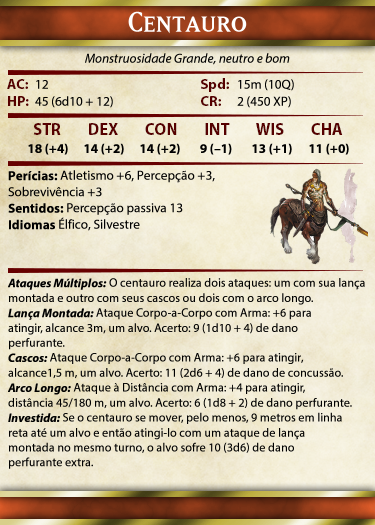 CENTAURO
Monstruosidade Grande, neutro e bom
AC: 12 Spd: 15m (10Q)
HP: 45 (6d10 + 12) CR: 2 (450 XP)
STR DEX CON INT WIS CHA
18 (+4) 14 (+2) 14 (+2) 9 (–1) 13 (+1) 11 (+0)
Perícias: Atletismo +6, Percepção +3,
Sobrevivência +3
Sentidos: Percepção passiva 13
Idiomas Élfico, Silvestre
Ataques Múltiplos: O centauro realiza dois ataques: um com sua lança
montada e outro com seus cascos ou dois com o arco longo.
Lança Montada: Ataque Corpo-a-Corpo com Arma: +6 para
atingir, alcance 3m, um alvo. Acerto: 9 (1d10 + 4) de dano
perfurante.
Cascos: Ataque Corpo-a-Corpo com Arma: +6 para atingir,
alcance1,5 m, um alvo. Acerto: 11 (2d6 + 4) de dano de concussão.
Arco Longo: Ataque à Distância com Arma: +4 para atingir,
distância 45/180 m, um alvo. Acerto: 6 (1d8 + 2) de dano perfurante.
Investida: Se o centauro se mover, pelo menos, 9 metros em linha
reta até um alvo e então atingi-lo com um ataque de lança
montada no mesmo turno, o alvo sofre 10 (3d6) de dano
perfurante extra.